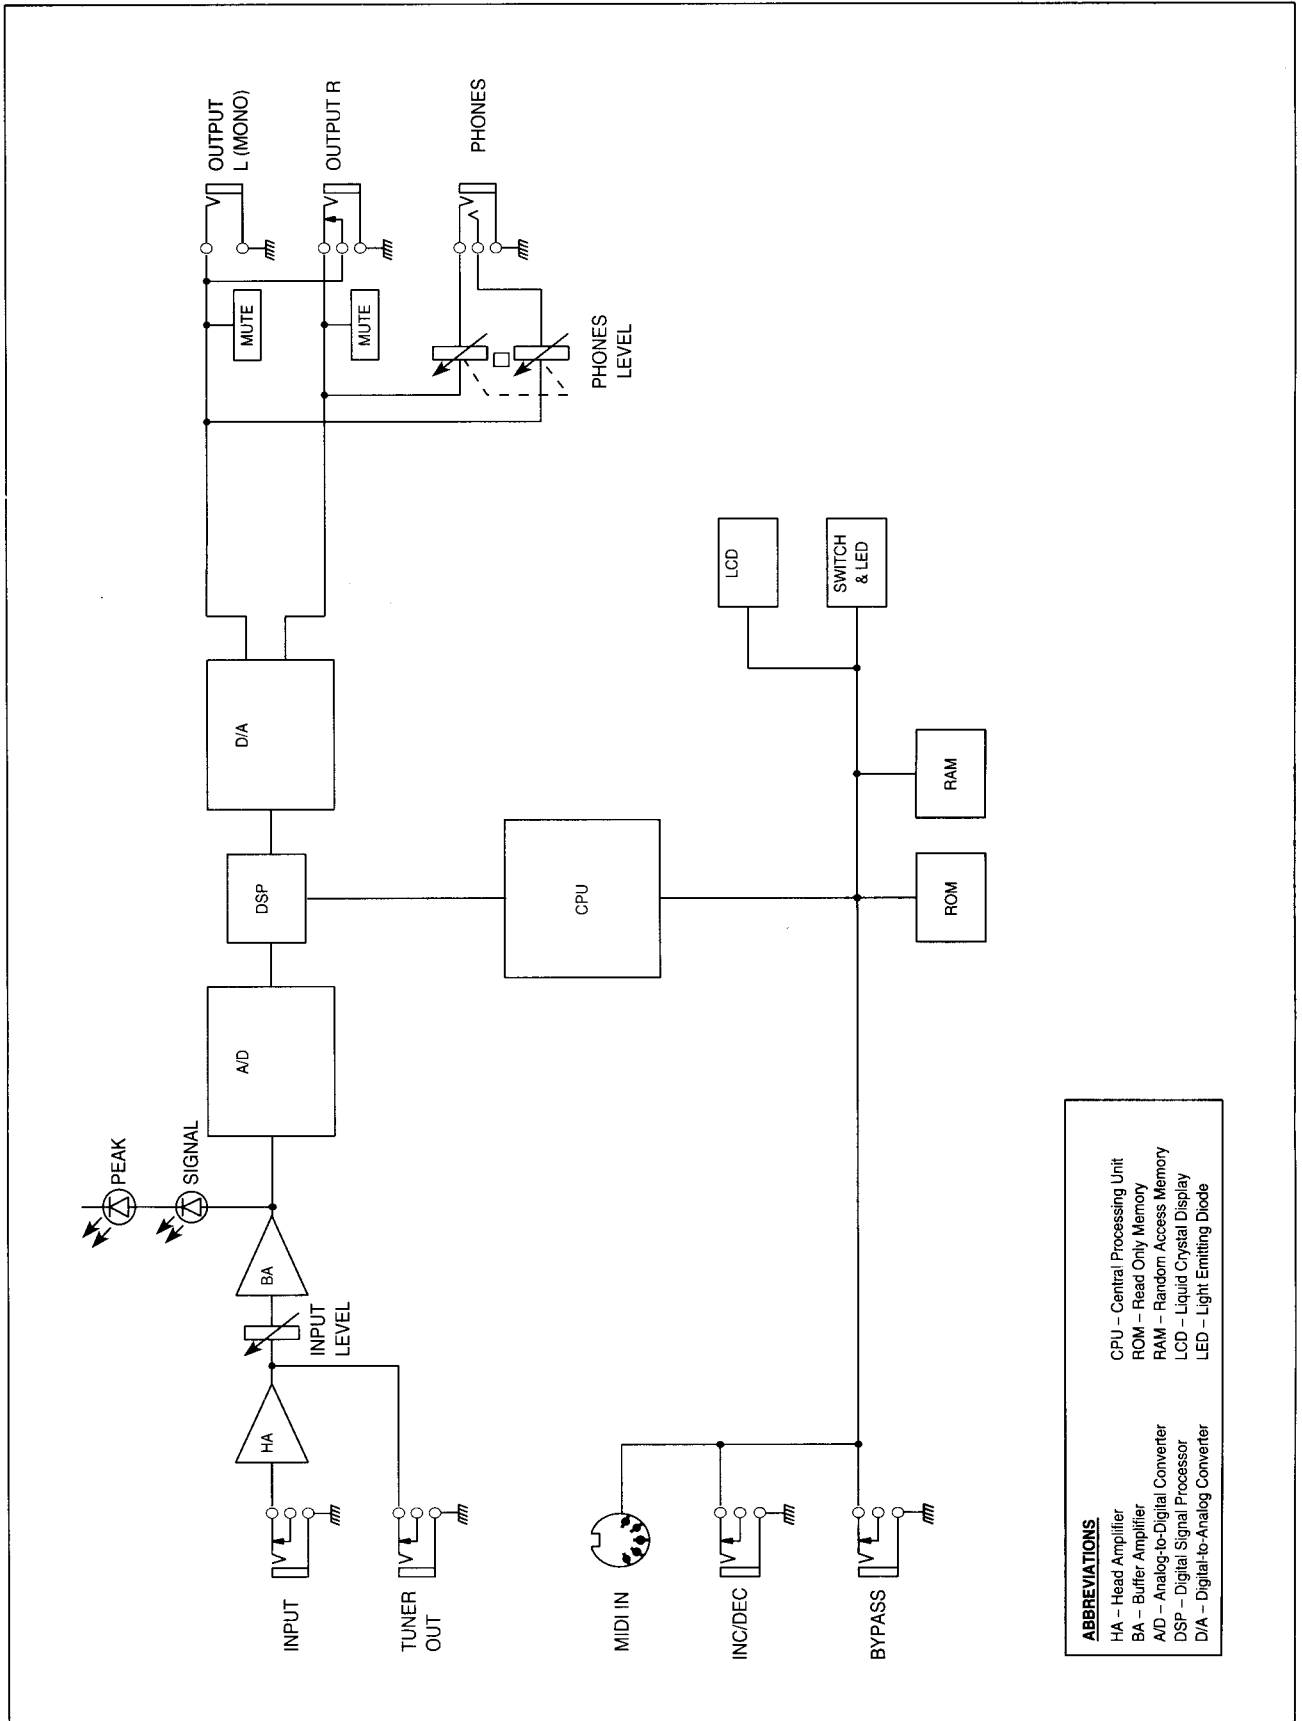 OUTPUT
L (MONO)
OUTPUT R
PHONES
MUTE
MUTE
PHONES
LEVEL
PEAK
SIGNAL
INPUT
HA
INPUT
LEVEL
BA
A/D
DSP
D/A
TUNER
OUT
CPU
LCD
SWITCH
& LED
MIDI IN
INC/DEC
BYPASS
ROM
RAM
ABBREVIATIONS
HA – Head Amplifier
BA – Buffer Amplifier
A/D – Analog-to-Digital Converter
DSP – Digital Signal Processor
D/A – Digital-to-Analog Converter
CPU – Central Processing Unit
ROM – Read Only Memory
RAM – Random Access Memory
LCD – Liquid Crystal Display
LED – Light Emitting Diode